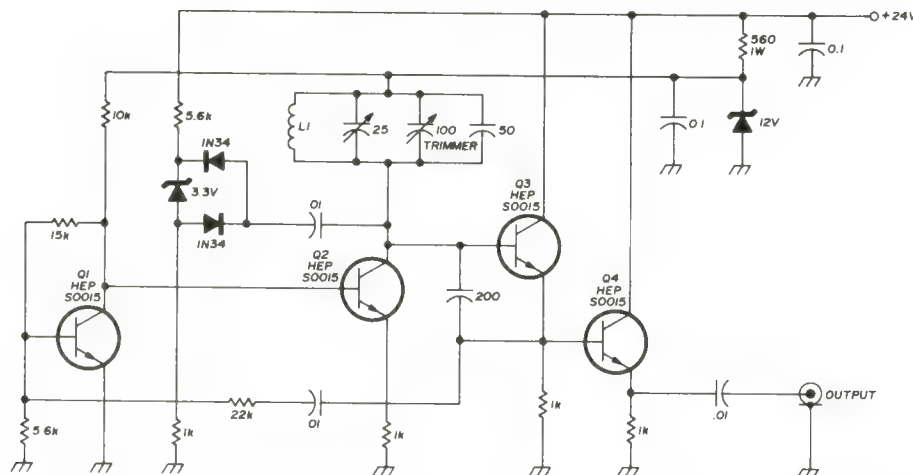 +24V
560
1W
0.1
10k
5.6k
1N34
L1
25
100
TRIMMER
50
0.1
12V
3.3V
Q3
HEP
S0015
15k
1N34
.01
Q2
HEP
S0015
Q1
HEP
S0015
200
Q4
HEP
S0015
OUTPUT
22k
.01
.01
5.6k
1k
1k
1k
1k